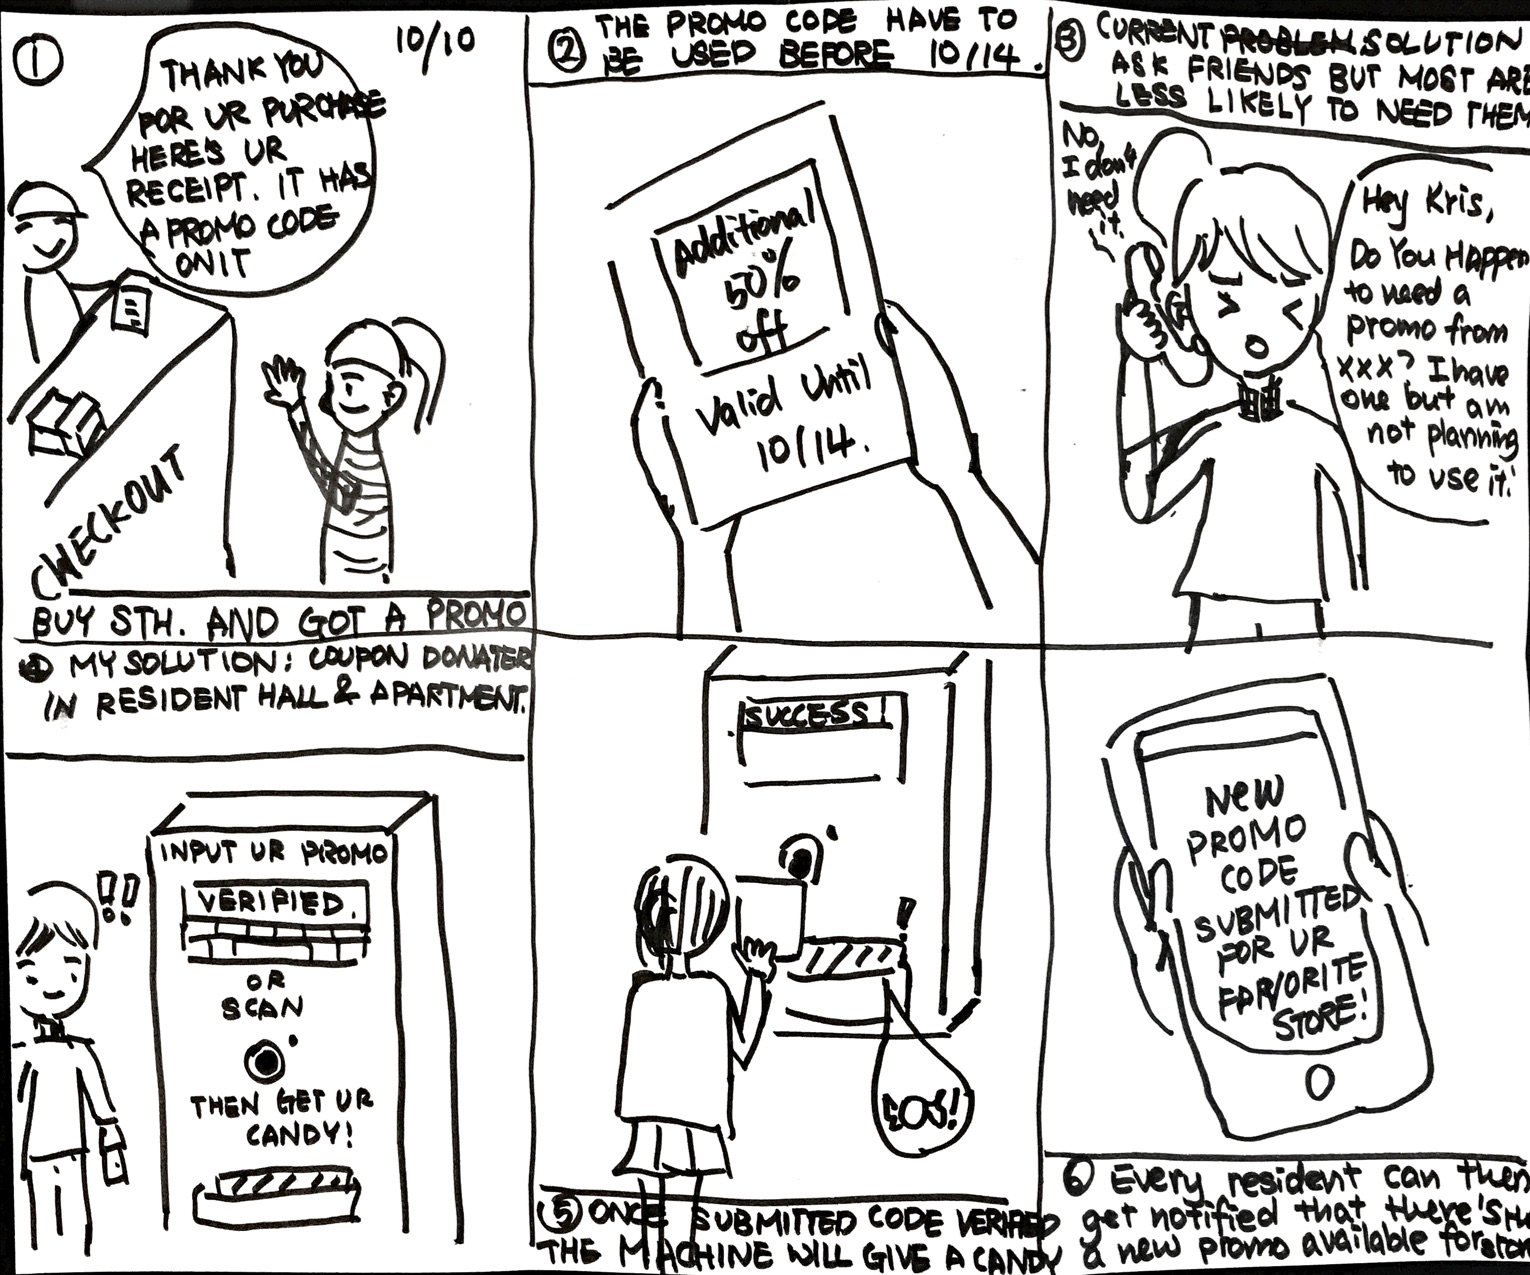 ①
10/10
THANK YOU
FOR UR PURCHASE
HERE'S UR
RECEIPT. IT HAS
A PROMO CODE
ON IT
CHECKOUT
BUY STH. AND GOT A PROMO
② THE PROMO CODE HAVE TO
BE USED BEFORE 10/14.
Additional
50%
off
Valid Until
10/14.
③ CURRENT PROBLEM SOLUTION
ASK FRIENDS BUT MOST ARE
LESS LIKELY TO NEED THEM
No,
I don't
need
it.
Hey Kris,
Do You Happen
to need a
promo from
xxx? I have
one but am
not planning
to use it.
④ MY SOLUTION: COUPON DONATER
IN RESIDENT HALL & APARTMENT.
!!
INPUT UR PROMO
VERIFIED.
OR
SCAN
THEN GET UR
CANDY!
SUCCESS!
!
⑤ ONCE SUBMITTED CODE VERIFIED
THE MACHINE WILL GIVE A CANDY
NEW
PROMO
CODE
SUBMITTED
FOR UR
FAVORITE
STORE!
⑥ Every resident can then
get notified that there's
a new promo available for